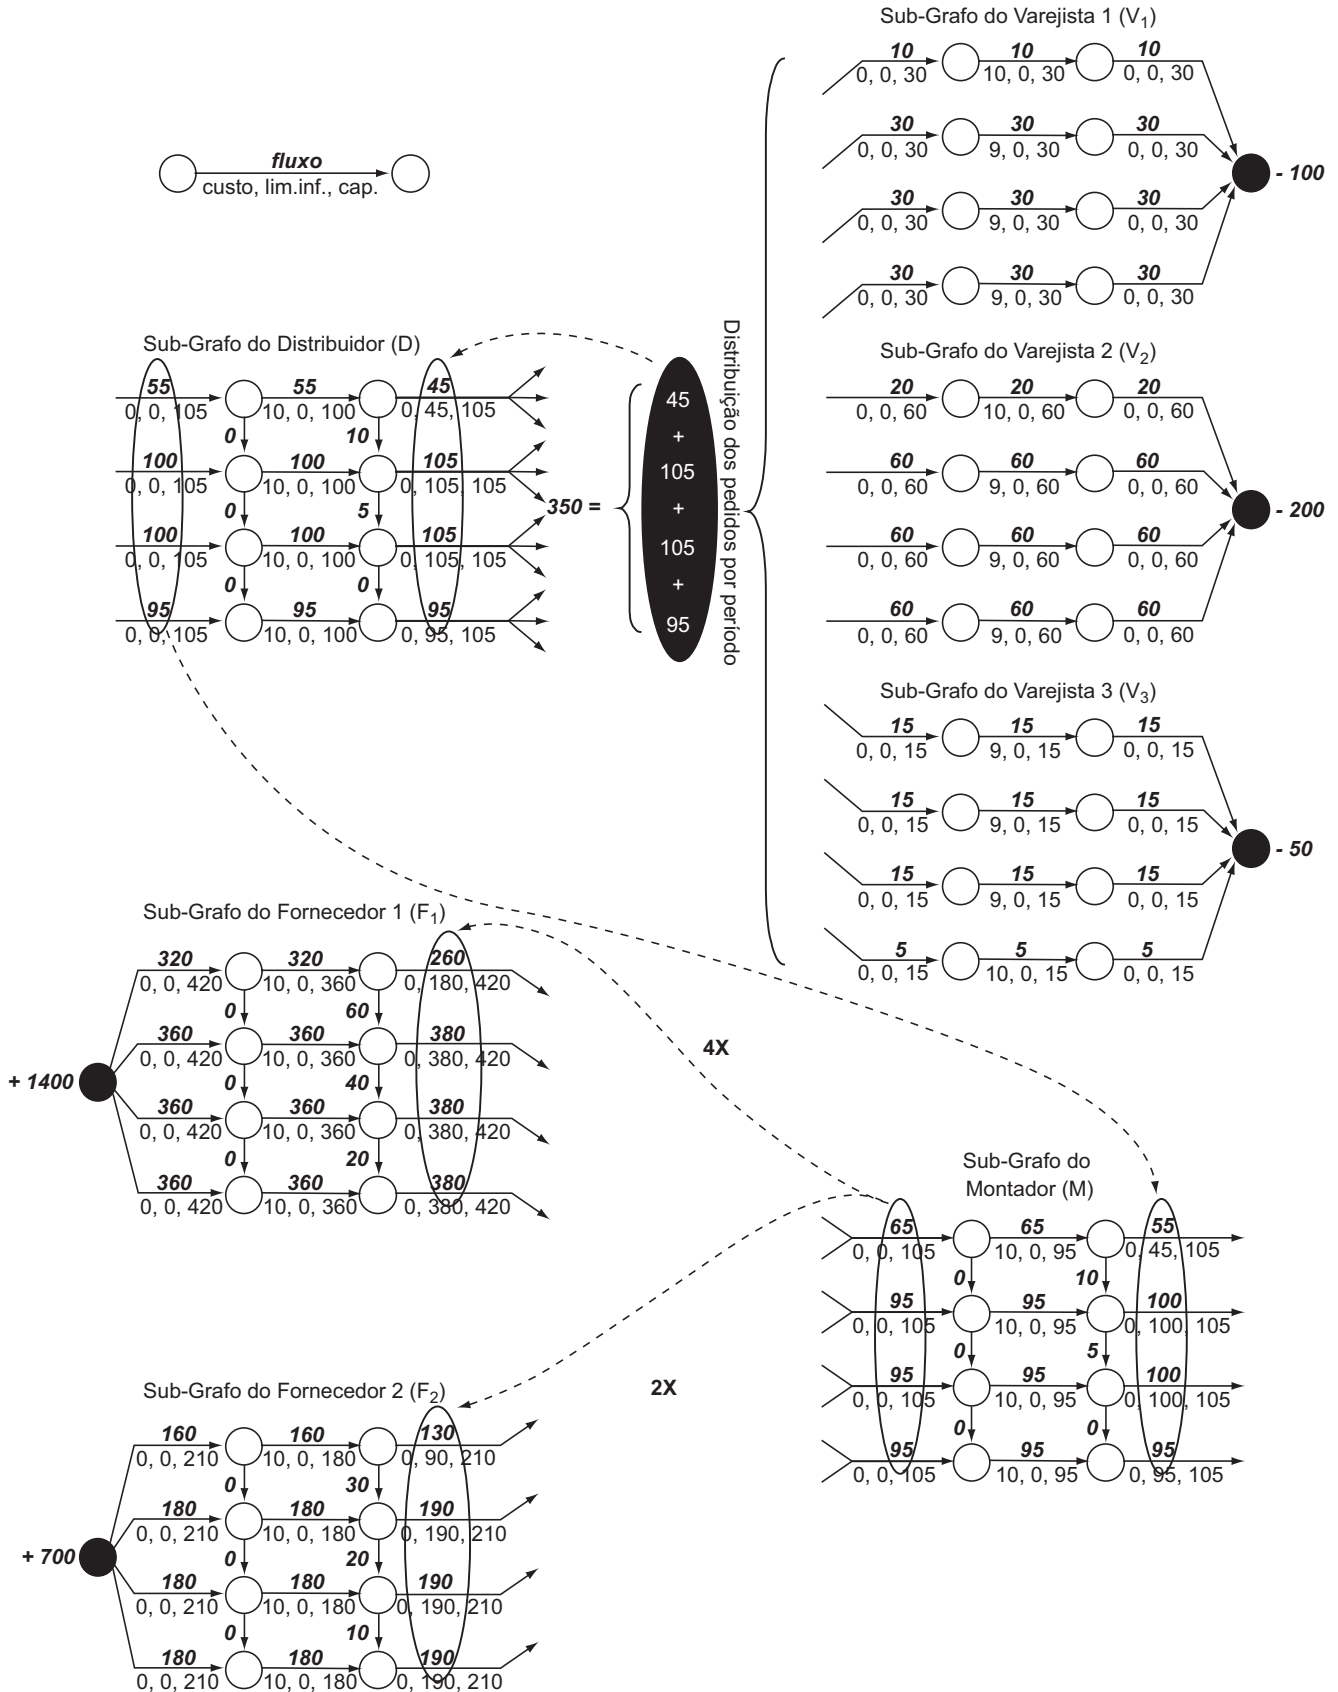 Sub-Grafo do Varejista 1 (V1)
10 10 10
0, 0, 30 10, 0, 30 0, 0, 30
30 30 30
0, 0, 30 9, 0, 30 0, 0, 30
- 100
30 30 30
0, 0, 30 9, 0, 30 0, 0, 30
30 30 30
0, 0, 30 9, 0, 30 0, 0, 30
fluxo
custo, lim.inf., cap.
Sub-Grafo do Distribuidor (D)
55 55 45
0, 0, 105 10, 0, 100 0, 45, 105
0 10
100 100 105
0, 0, 105 10, 0, 100 0, 105, 105
0 5
100 100 105
0, 0, 105 10, 0, 100 0, 105, 105
0 0
95 95 95
0, 0, 105 10, 0, 100 0, 95, 105
350 =
45
+
105
+
105
+
95
Distribuição dos pedidos por período
Sub-Grafo do Varejista 2 (V2)
20 20 20
0, 0, 60 10, 0, 60 0, 0, 60
60 60 60
0, 0, 60 9, 0, 60 0, 0, 60
- 200
60 60 60
0, 0, 60 9, 0, 60 0, 0, 60
60 60 60
0, 0, 60 9, 0, 60 0, 0, 60
Sub-Grafo do Varejista 3 (V3)
15 15 15
0, 0, 15 9, 0, 15 0, 0, 15
15 15 15
0, 0, 15 9, 0, 15 0, 0, 15
- 50
15 15 15
0, 0, 15 9, 0, 15 0, 0, 15
5 5 5
0, 0, 15 10, 0, 15 0, 0, 15
Sub-Grafo do Fornecedor 1 (F1)
320 320 260
0, 0, 420 10, 0, 360 0, 180, 420
0 60
360 360 380
0, 0, 420 10, 0, 360 0, 380, 420
+ 1400
0 40
360 360 380
0, 0, 420 10, 0, 360 0, 380, 420
0 20
360 360 380
0, 0, 420 10, 0, 360 0, 380, 420
4X
Sub-Grafo do
Montador (M)
65 65 55
0, 0, 105 10, 0, 95 0, 45, 105
0 10
95 95 100
0, 0, 105 10, 0, 95 0, 100, 105
0 5
95 95 100
0, 0, 105 10, 0, 95 0, 100, 105
0 0
95 95 95
0, 0, 105 10, 0, 95 0, 95, 105
2X
Sub-Grafo do Fornecedor 2 (F2)
160 160 130
0, 0, 210 10, 0, 180 0, 90, 210
0 30
180 180 190
0, 0, 210 10, 0, 180 0, 190, 210
+ 700
0 20
180 180 190
0, 0, 210 10, 0, 180 0, 190, 210
0 10
180 180 190
0, 0, 210 10, 0, 180 0, 190, 210